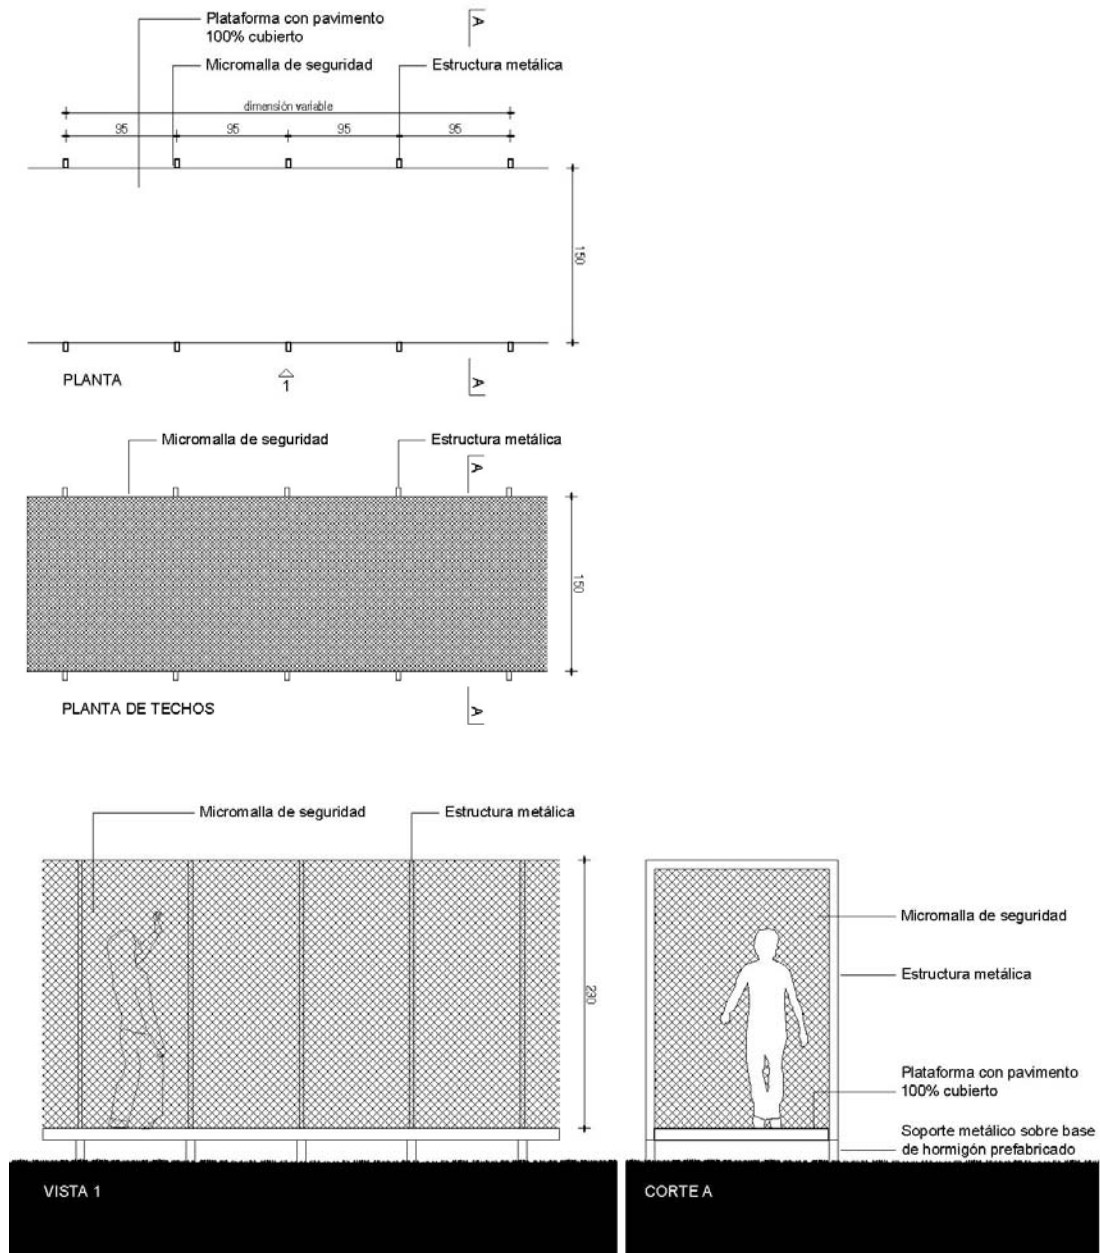 Plataforma con pavimento
100% cubierto
A
Micromalla de seguridad
Estructura metálica
dimensión variable
95
95
95
95
150
PLANTA
1
A
Micromalla de seguridad
Estructura metálica
A
150
PLANTA DE TECHOS
A
Micromalla de seguridad
Estructura metálica
230
Micromalla de seguridad
Estructura metálica
Plataforma con pavimento
100% cubierto
Soporte metálico sobre base
de hormigón prefabricado
VISTA 1
CORTE A